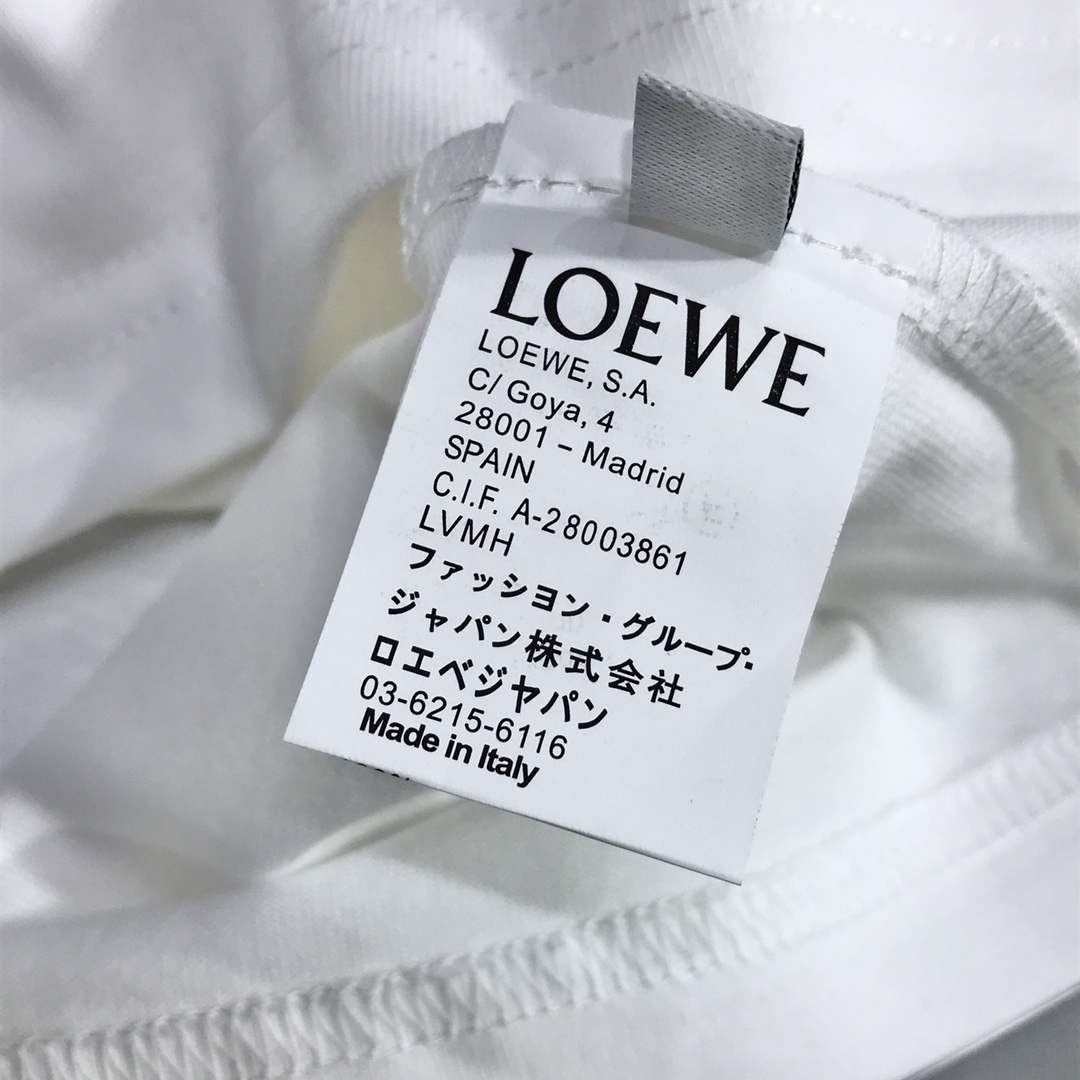 LOEWE
LOEWE, S.A.
C/ Goya, 4
28001 – Madrid
SPAIN
C.I.F. A-28003861
LVMH
ファッション・グループ・
ジャパン株式会社
ロエベジャパン
03-6215-6116
Made in Italy